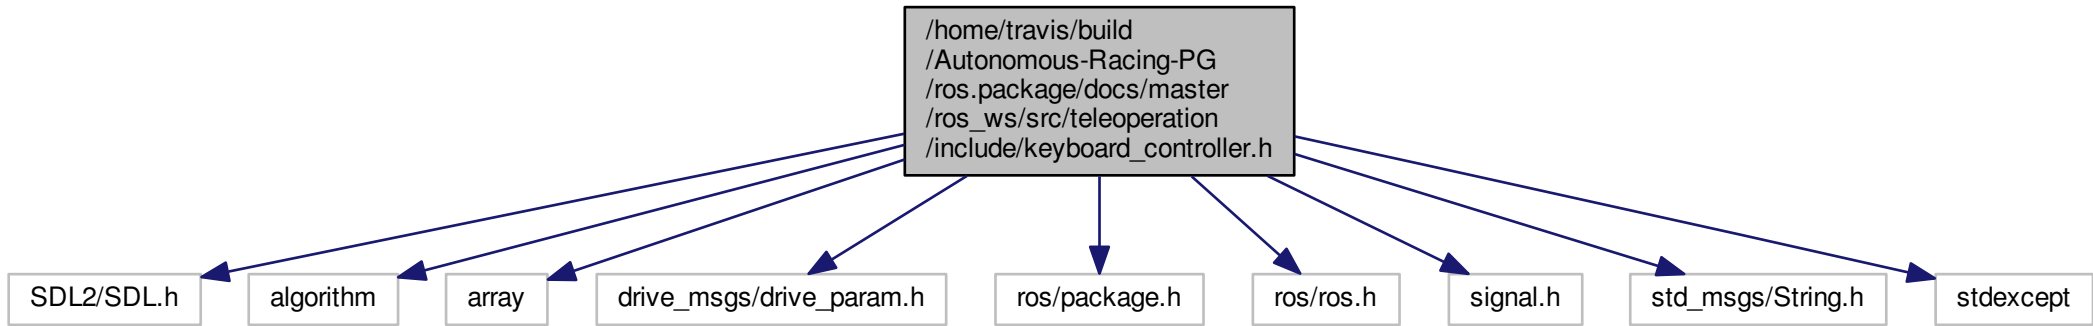 /home/travis/build
/Autonomous-Racing-PG
/ros.package/docs/master
/ros_ws/src/teleoperation
/include/keyboard_controller.h
SDL2/SDL.h
algorithm
array
drive_msgs/drive_param.h
ros/package.h
ros/ros.h
signal.h
std_msgs/String.h
stdexcept